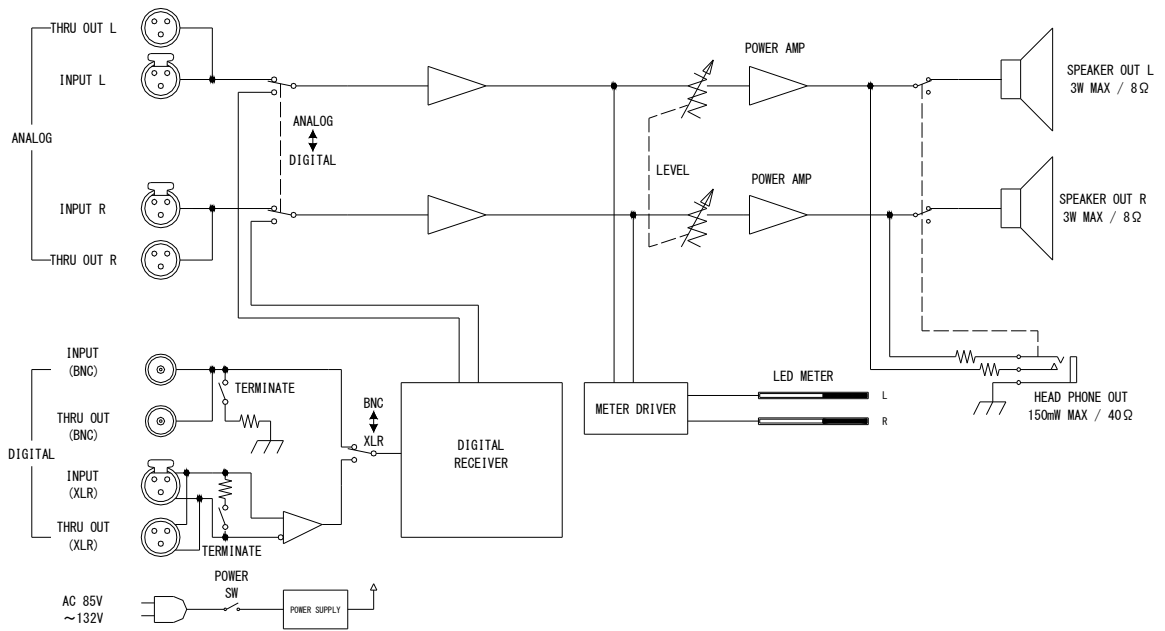 THRU OUT L
INPUT L
ANALOG
INPUT R
THRU OUT R
ANALOG
DIGITAL
LEVEL
POWER AMP
POWER AMP
SPEAKER OUT L
3W MAX / 8Ω
SPEAKER OUT R
3W MAX / 8Ω
INPUT
(BNC)
TERMINATE
THRU OUT
(BNC)
DIGITAL
INPUT
(XLR)
THRU OUT
(XLR)
TERMINATE
BNC
XLR
DIGITAL
RECEIVER
METER DRIVER
LED METER
L
R
HEAD PHONE OUT
150mW MAX / 40Ω
POWER
SW
AC 85V
～132V
POWER SUPPLY